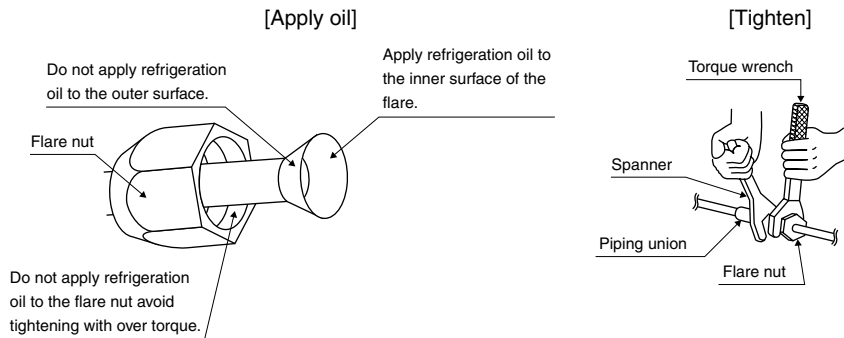 [Apply oil]
Do not apply refrigeration
oil to the outer surface.
Apply refrigeration oil to
the inner surface of the
flare.
Flare nut
Do not apply refrigeration
oil to the flare nut avoid
tightening with over torque.
[Tighten]
Torque wrench
Spanner
Piping union
Flare nut